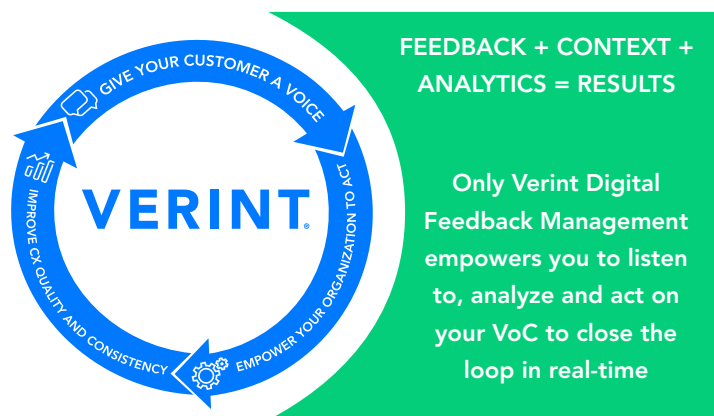 GIVE YOUR CUSTOMER A VOICE
EMPOWER YOUR ORGANIZATION TO ACT
IMPROVE CX QUALITY AND CONSISTENCY
VERINT®
FEEDBACK + CONTEXT +
ANALYTICS = RESULTS
Only Verint Digital
Feedback Management
empowers you to listen
to, analyze and act on
your VoC to close the
loop in real-time